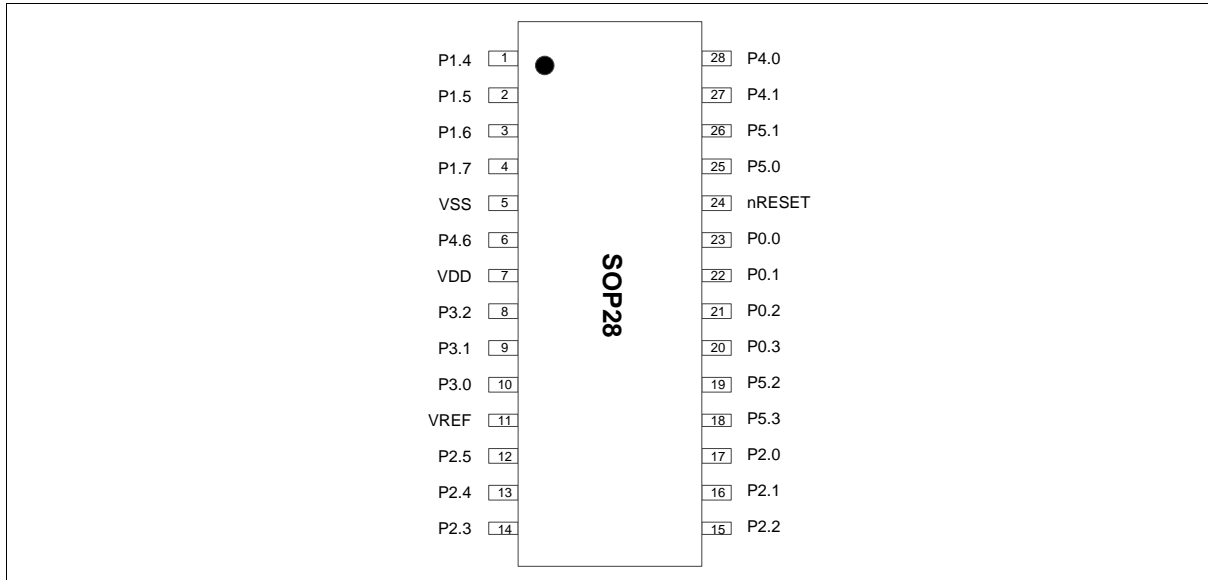 P1.4 1 28 P4.0
P1.5 2 27 P4.1
P1.6 3 26 P5.1
P1.7 4 25 P5.0
VSS 5 24 nRESET
P4.6 6 23 P0.0
VDD 7 22 P0.1
P3.2 8 21 P0.2
P3.1 9 20 P0.3
P3.0 10 19 P5.2
VREF 11 18 P5.3
P2.5 12 17 P2.0
P2.4 13 16 P2.1
P2.3 14 15 P2.2
SOP28